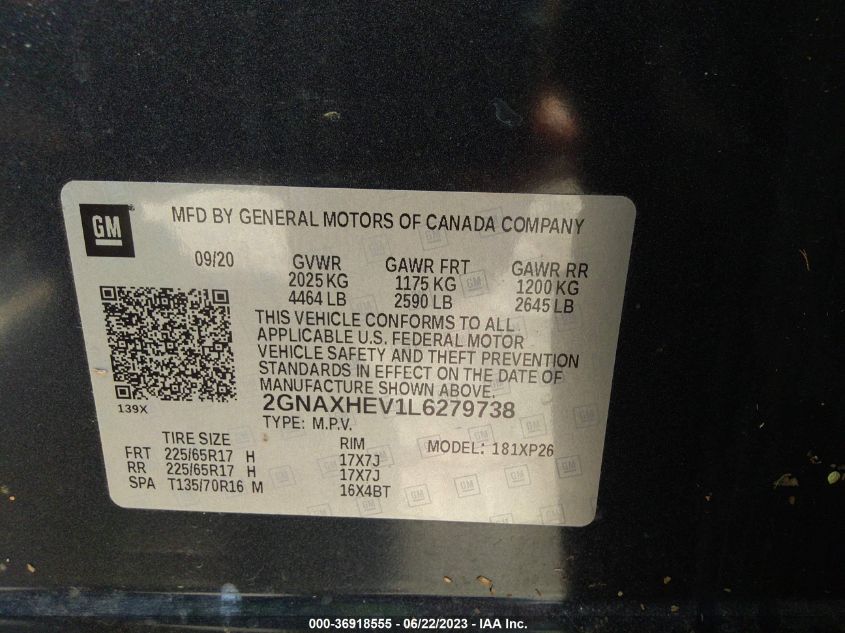 GM
MFD BY GENERAL MOTORS OF CANADA COMPANY
09/20 GVWR GAWR FRT GAWR RR
2025 KG 1175 KG 1200 KG
4464 LB 2590 LB 2645 LB
THIS VEHICLE CONFORMS TO ALL
APPLICABLE U.S. FEDERAL MOTOR
VEHICLE SAFETY AND THEFT PREVENTION
STANDARDS IN EFFECT ON THE DATE OF
MANUFACTURE SHOWN ABOVE.
139X
2GNAXHEV1L6279738
TYPE: M.P.V.
TIRE SIZE RIM MODEL: 181XP26
FRT 225/65R17 H 17X7J
RR 225/65R17 H 17X7J
SPA T135/70R16 M 16X4BT
000-36918555 - 06/22/2023 - IAA Inc.